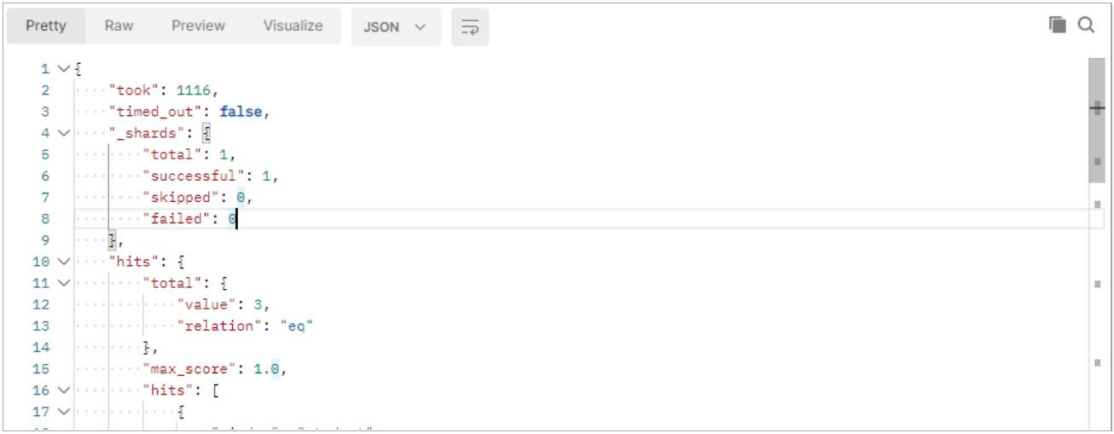 Pretty Raw Preview Visualize JSON
1 {
2 "took": 1116,
3 "timed_out": false,
4 "_shards": {
5 "total": 1,
6 "successful": 1,
7 "skipped": 0,
8 "failed": 0
9 },
10 "hits": {
11 "total": {
12 "value": 3,
13 "relation": "eq"
14 },
15 "max_score": 1.0,
16 "hits": [
17 {